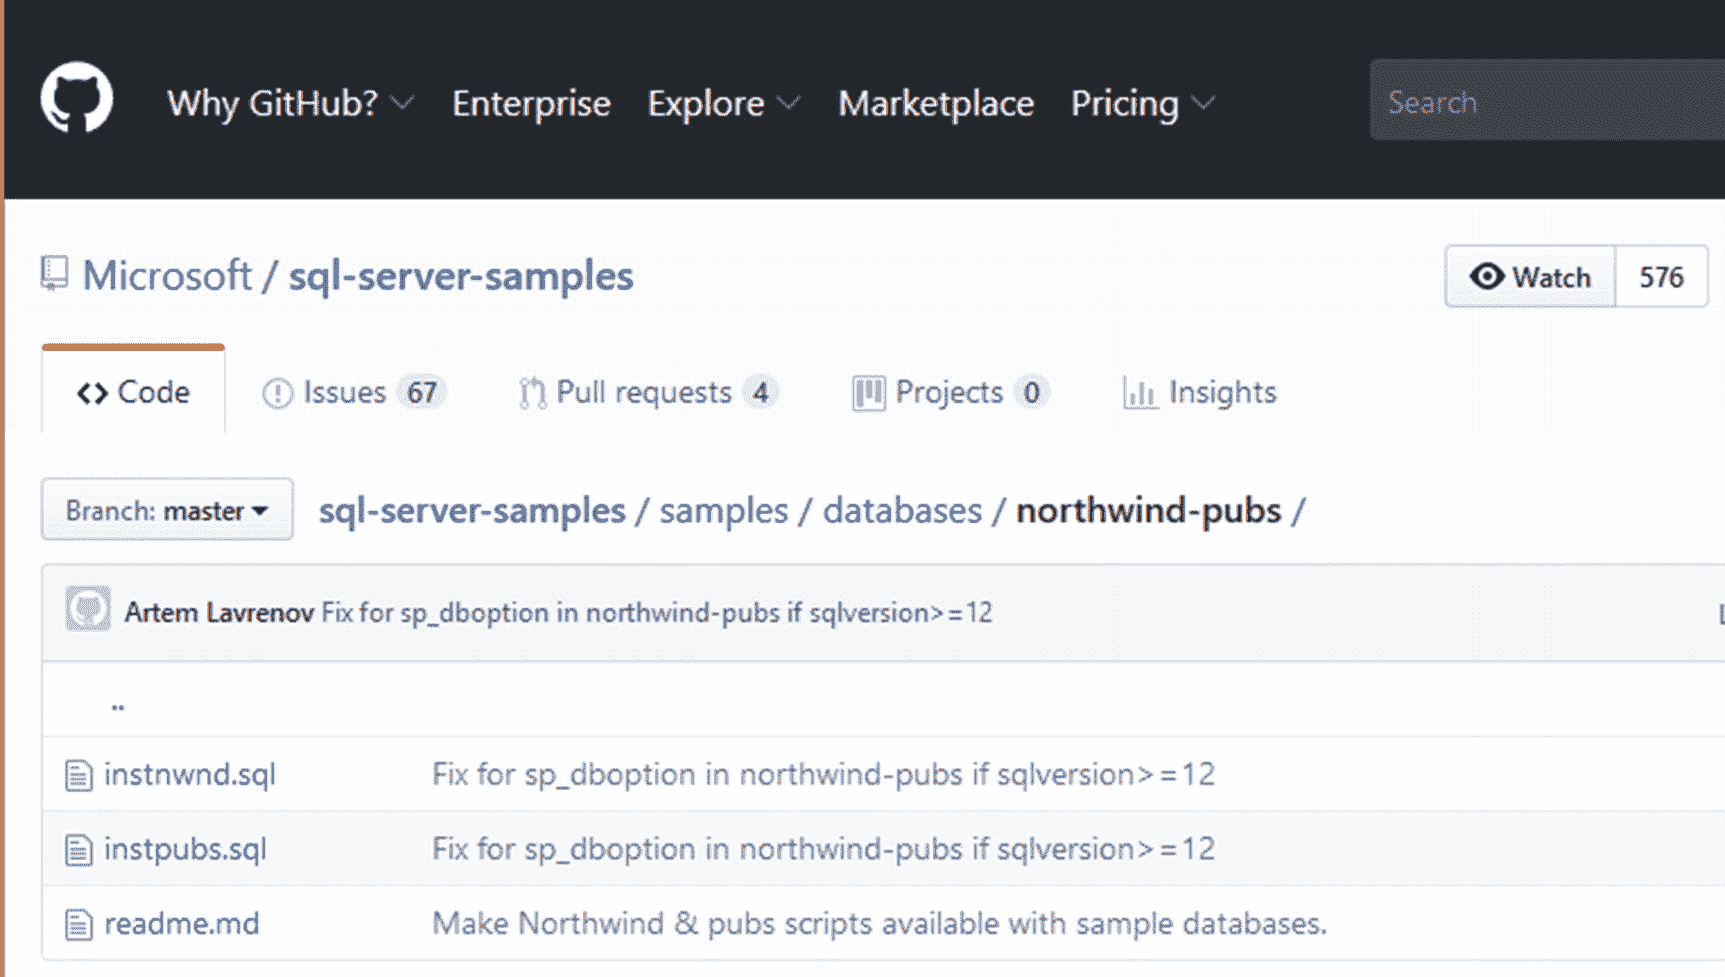 Why GitHub? Enterprise Explore Marketplace Pricing Search
Microsoft / sql-server-samples Watch 576
Code Issues 67 Pull requests 4 Projects 0 Insights
Branch: master sql-server-samples / samples / databases / northwind-pubs /
Artem Lavrenov Fix for sp_dboption in northwind-pubs if sqlversion>=12
..
instnwnd.sql Fix for sp_dboption in northwind-pubs if sqlversion>=12
instpubs.sql Fix for sp_dboption in northwind-pubs if sqlversion>=12
readme.md Make Northwind & pubs scripts available with sample databases.